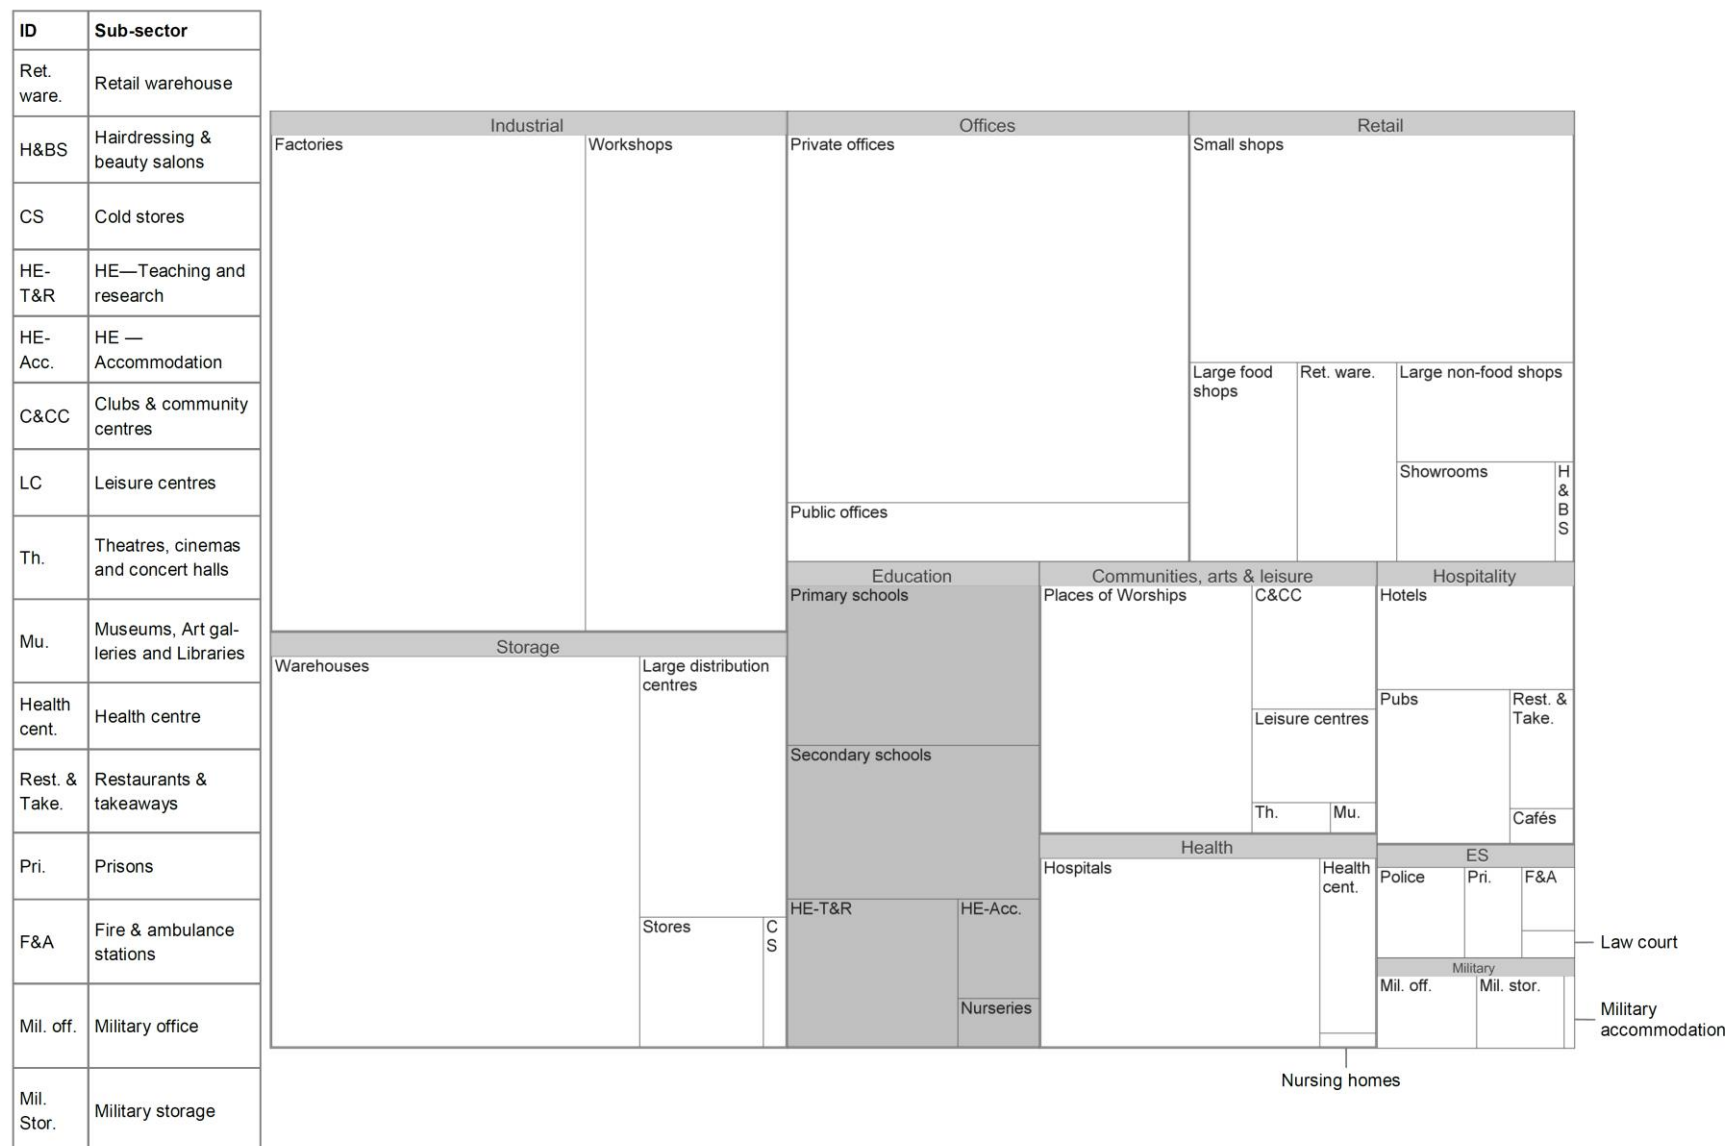 ID Sub-sector
Ret.
ware.
Retail warehouse
H&BS
Hairdressing &
beauty salons
CS
Cold stores
HE-
T&R
HE—Teaching and
research
HE-
Acc.
HE —
Accommodation
C&CC
Clubs & community
centres
LC
Leisure centres
Th.
Theatres, cinemas
and concert halls
Mu.
Museums, Art gal-
leries and Libraries
Health
cent.
Health centre
Rest. &
Take.
Restaurants &
takeaways
Pri.
Prisons
F&A
Fire & ambulance
stations
Mil. off.
Military office
Mil.
Stor.
Military storage
Industrial
Factories
Workshops
Storage
Warehouses
Large distribution
centres
Stores
C
S
Offices
Private offices
Public offices
Retail
Small shops
Large food
shops
Ret. ware.
Large non-food shops
Showrooms
H
&
B
S
Education
Primary schools
Secondary schools
HE-T&R
HE-Acc.
Nurseries
Communities, arts & leisure
Places of Worships
C&CC
Leisure centres
Th.
Mu.
Health
Hospitals
Health
cent.
Nursing homes
Hospitality
Hotels
Pubs
Rest. &
Take.
Cafés
ES
Police
Pri.
F&A
Law court
Military
Mil. off.
Mil. stor.
Military
accommodation